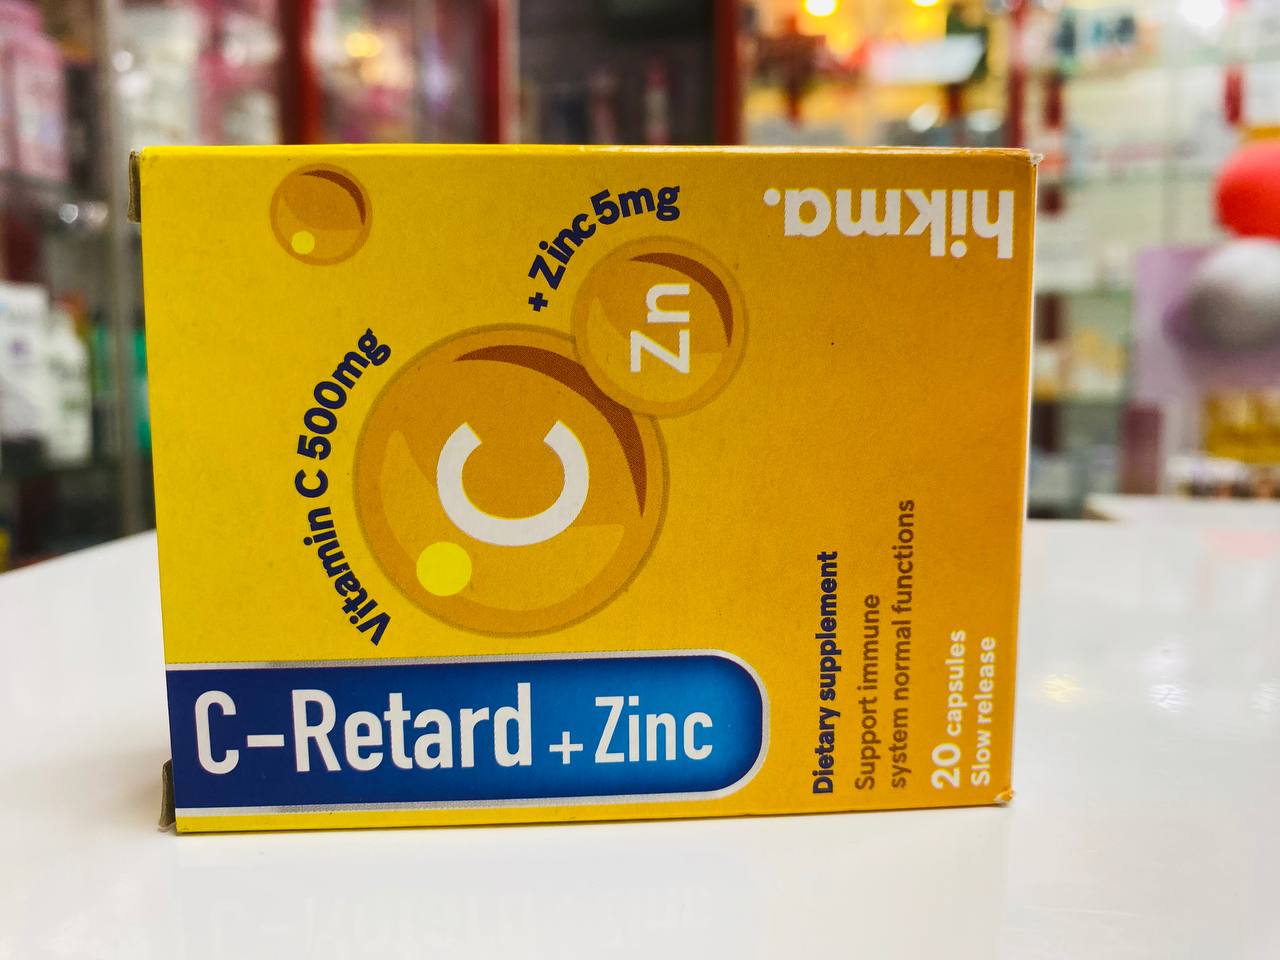 hikma.
+ Zinc 5mg
Zn
Vitamin C 500mg
C
C-Retard + Zinc
Dietary supplement
Support immune
system normal functions
20 capsules
Slow release